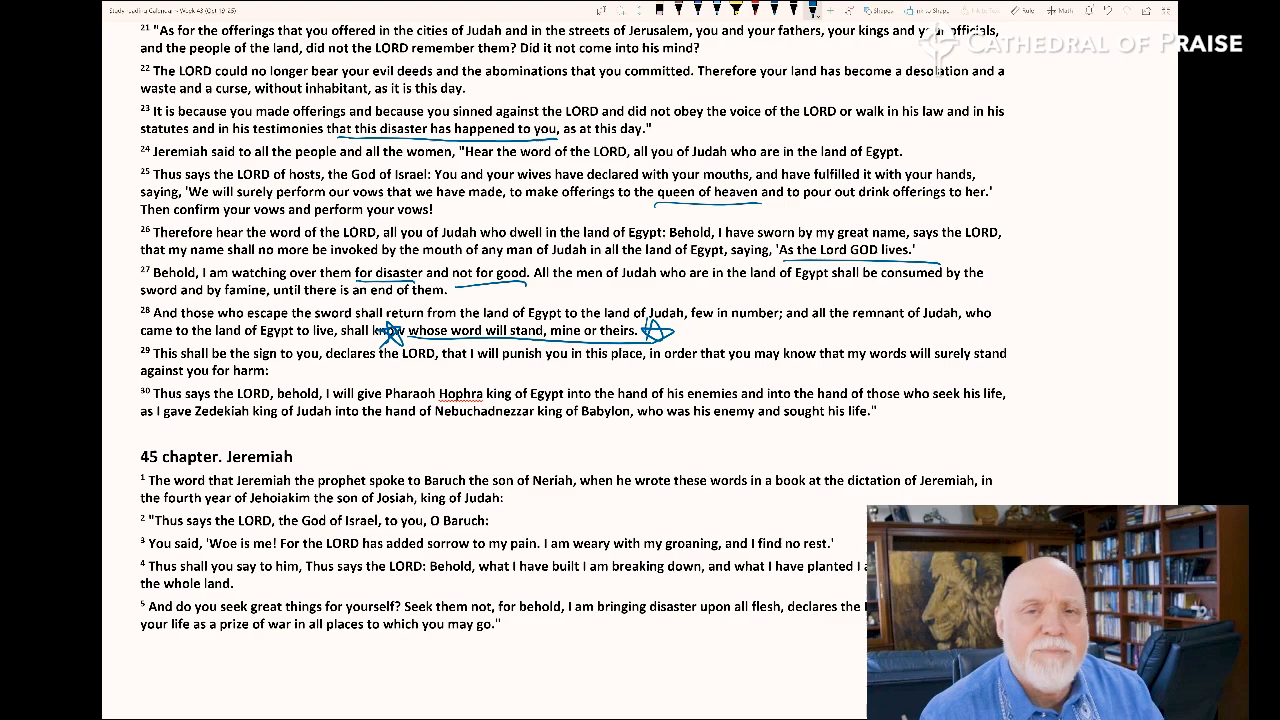 Study Reading Calendar - Week 43 (Oct 19-25)
Shapes Ink to Shape Ink to Text Rule Math
CATHEDRAL OF PRAISE
21 "As for the offerings that you offered in the cities of Judah and in the streets of Jerusalem, you and your fathers, your kings and your officials,
and the people of the land, did not the LORD remember them? Did it not come into his mind?
22 The LORD could no longer bear your evil deeds and the abominations that you committed. Therefore your land has become a desolation and a
waste and a curse, without inhabitant, as it is this day.
23 It is because you made offerings and because you sinned against the LORD and did not obey the voice of the LORD or walk in his law and in his
statutes and in his testimonies that this disaster has happened to you, as at this day."
24 Jeremiah said to all the people and all the women, "Hear the word of the LORD, all you of Judah who are in the land of Egypt.
25 Thus says the LORD of hosts, the God of Israel: You and your wives have declared with your mouths, and have fulfilled it with your hands,
saying, 'We will surely perform our vows that we have made, to make offerings to the queen of heaven and to pour out drink offerings to her.'
Then confirm your vows and perform your vows!
26 Therefore hear the word of the LORD, all you of Judah who dwell in the land of Egypt: Behold, I have sworn by my great name, says the LORD,
that my name shall no more be invoked by the mouth of any man of Judah in all the land of Egypt, saying, 'As the Lord GOD lives.'
27 Behold, I am watching over them for disaster and not for good. All the men of Judah who are in the land of Egypt shall be consumed by the
sword and by famine, until there is an end of them.
28 And those who escape the sword shall return from the land of Egypt to the land of Judah, few in number; and all the remnant of Judah, who
came to the land of Egypt to live, shall know whose word will stand, mine or theirs.
29 This shall be the sign to you, declares the LORD, that I will punish you in this place, in order that you may know that my words will surely stand
against you for harm:
30 Thus says the LORD, behold, I will give Pharaoh Hophra king of Egypt into the hand of his enemies and into the hand of those who seek his life,
as I gave Zedekiah king of Judah into the hand of Nebuchadnezzar king of Babylon, who was his enemy and sought his life."
45 chapter. Jeremiah
1 The word that Jeremiah the prophet spoke to Baruch the son of Neriah, when he wrote these words in a book at the dictation of Jeremiah, in
the fourth year of Jehoiakim the son of Josiah, king of Judah:
2 "Thus says the LORD, the God of Israel, to you, O Baruch:
3 You said, 'Woe is me! For the LORD has added sorrow to my pain. I am weary with my groaning, and I find no rest.'
4 Thus shall you say to him, Thus says the LORD: Behold, what I have built I am breaking down, and what I have planted I
the whole land.
5 And do you seek great things for yourself? Seek them not, for behold, I am bringing disaster upon all flesh, declares the
your life as a prize of war in all places to which you may go."